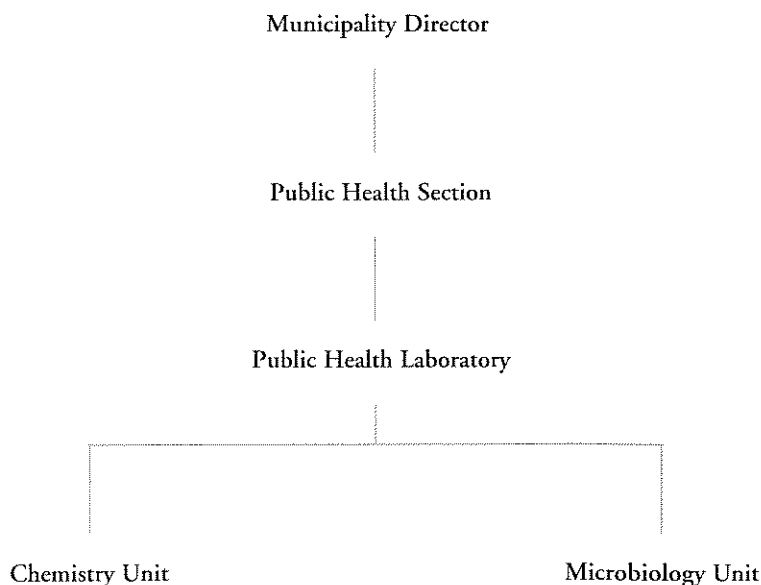 Municipality Director
Public Health Section
Public Health Laboratory
Chemistry Unit
Microbiology Unit